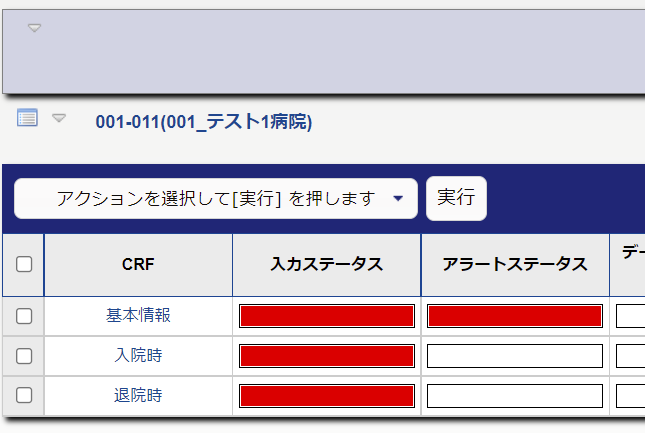 001-011(001_テスト1病院)
アクションを選択して[実行] を押します 実行
CRF 入力ステータス アラートステータス デー
基本情報
入院時
退院時